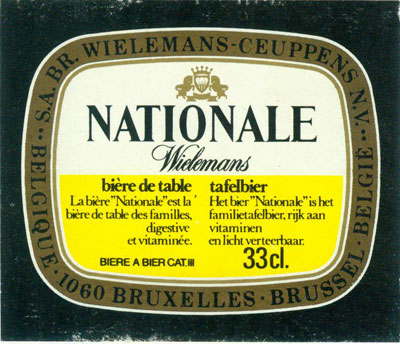 S.A. BR. WIELEMANS-CEUPPENS N.V.
BELGIQUE · 1060 BRUXELLES · BRUSSEL · BELGIË
NATIONALE
Wielemans
bière de table
La bière "Nationale" est la
bière de table des familles,
digestive
et vitaminée.
BIERE A BIER CAT. III
tafelbier
Het bier "Nationale" is het
familietafelbier, rijk aan
vitaminen
en licht verteerbaar.
33cl.